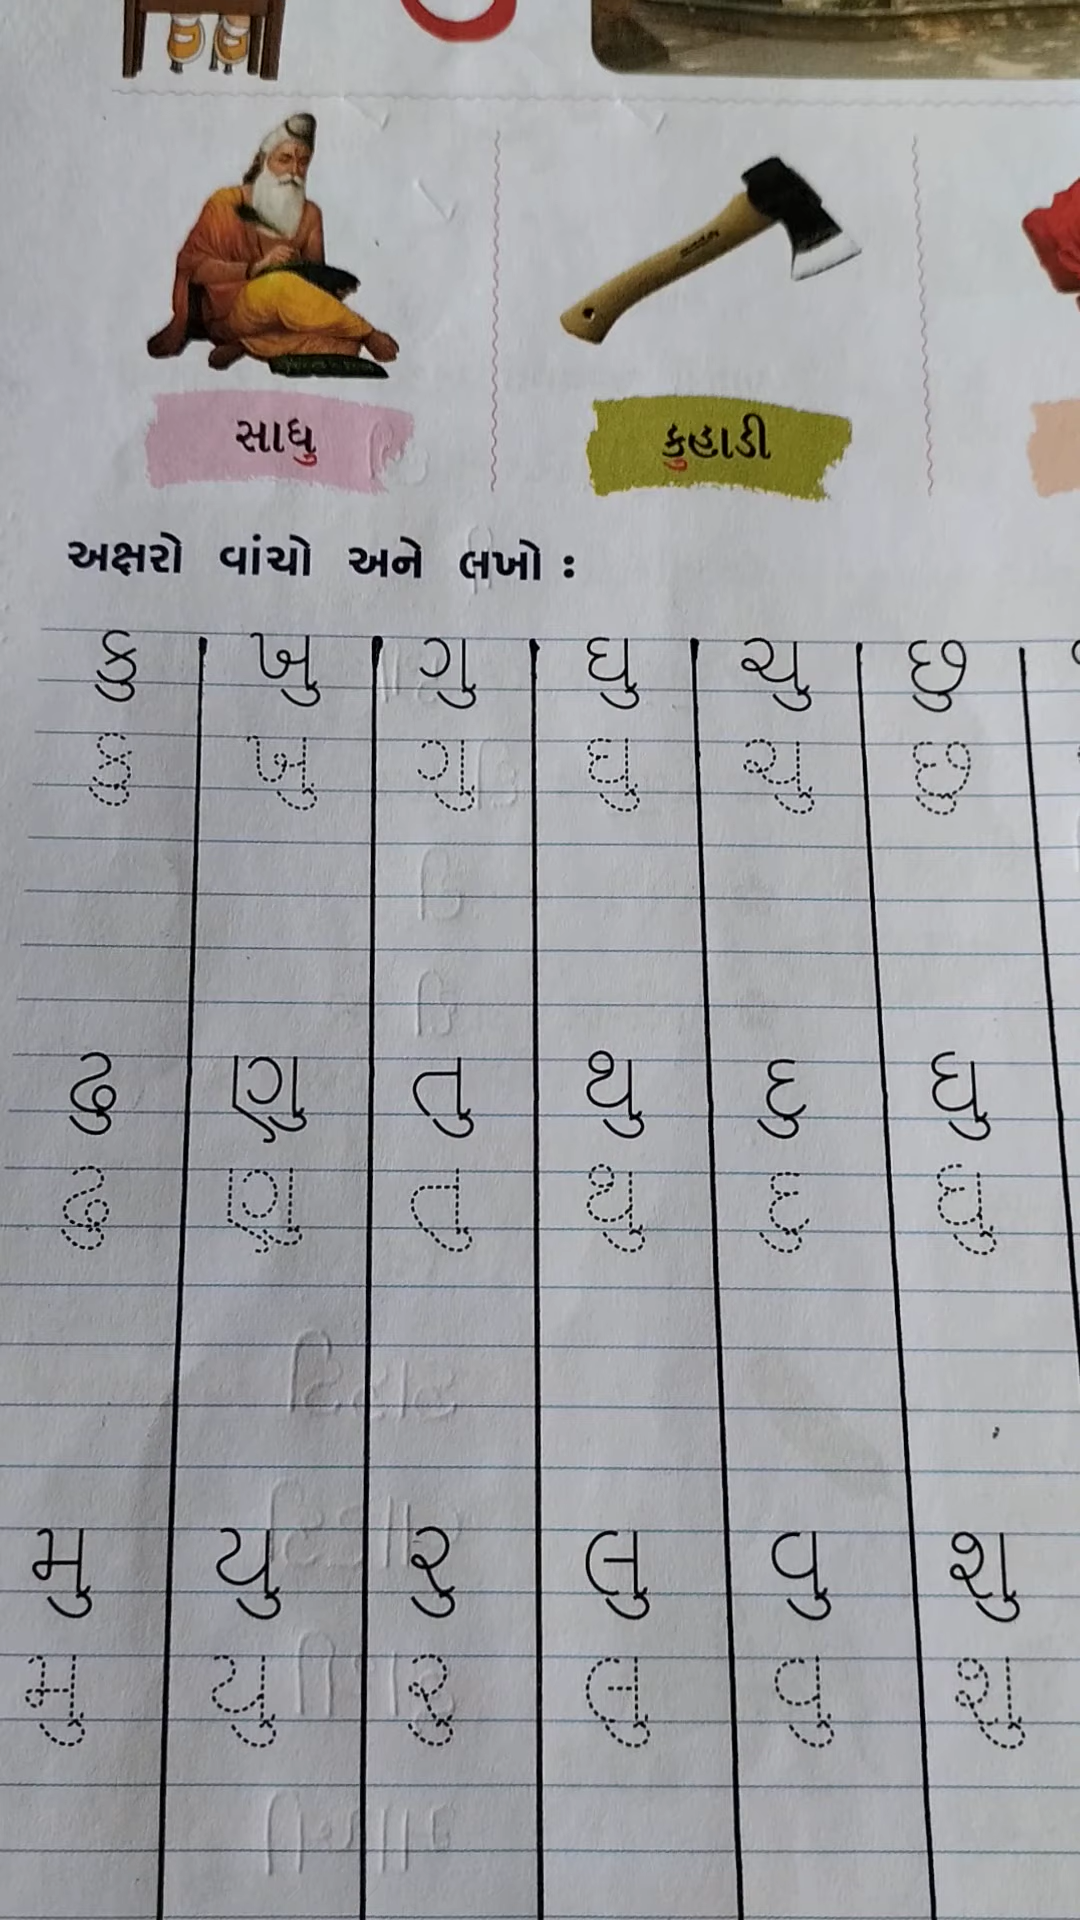 સાધુ કુહાડી
અક્ષરો વાંચો અને લખો :
કુ ખુ ગુ ઘુ ચુ છુ
કુ ખુ ગુ ઘુ ચુ છુ
ઢુ ણુ તુ થુ દુ ધુ
ઢુ ણુ તુ થુ દુ ધુ
મુ યુ રુ લુ વુ શુ
મુ યુ રુ લુ વુ શુ